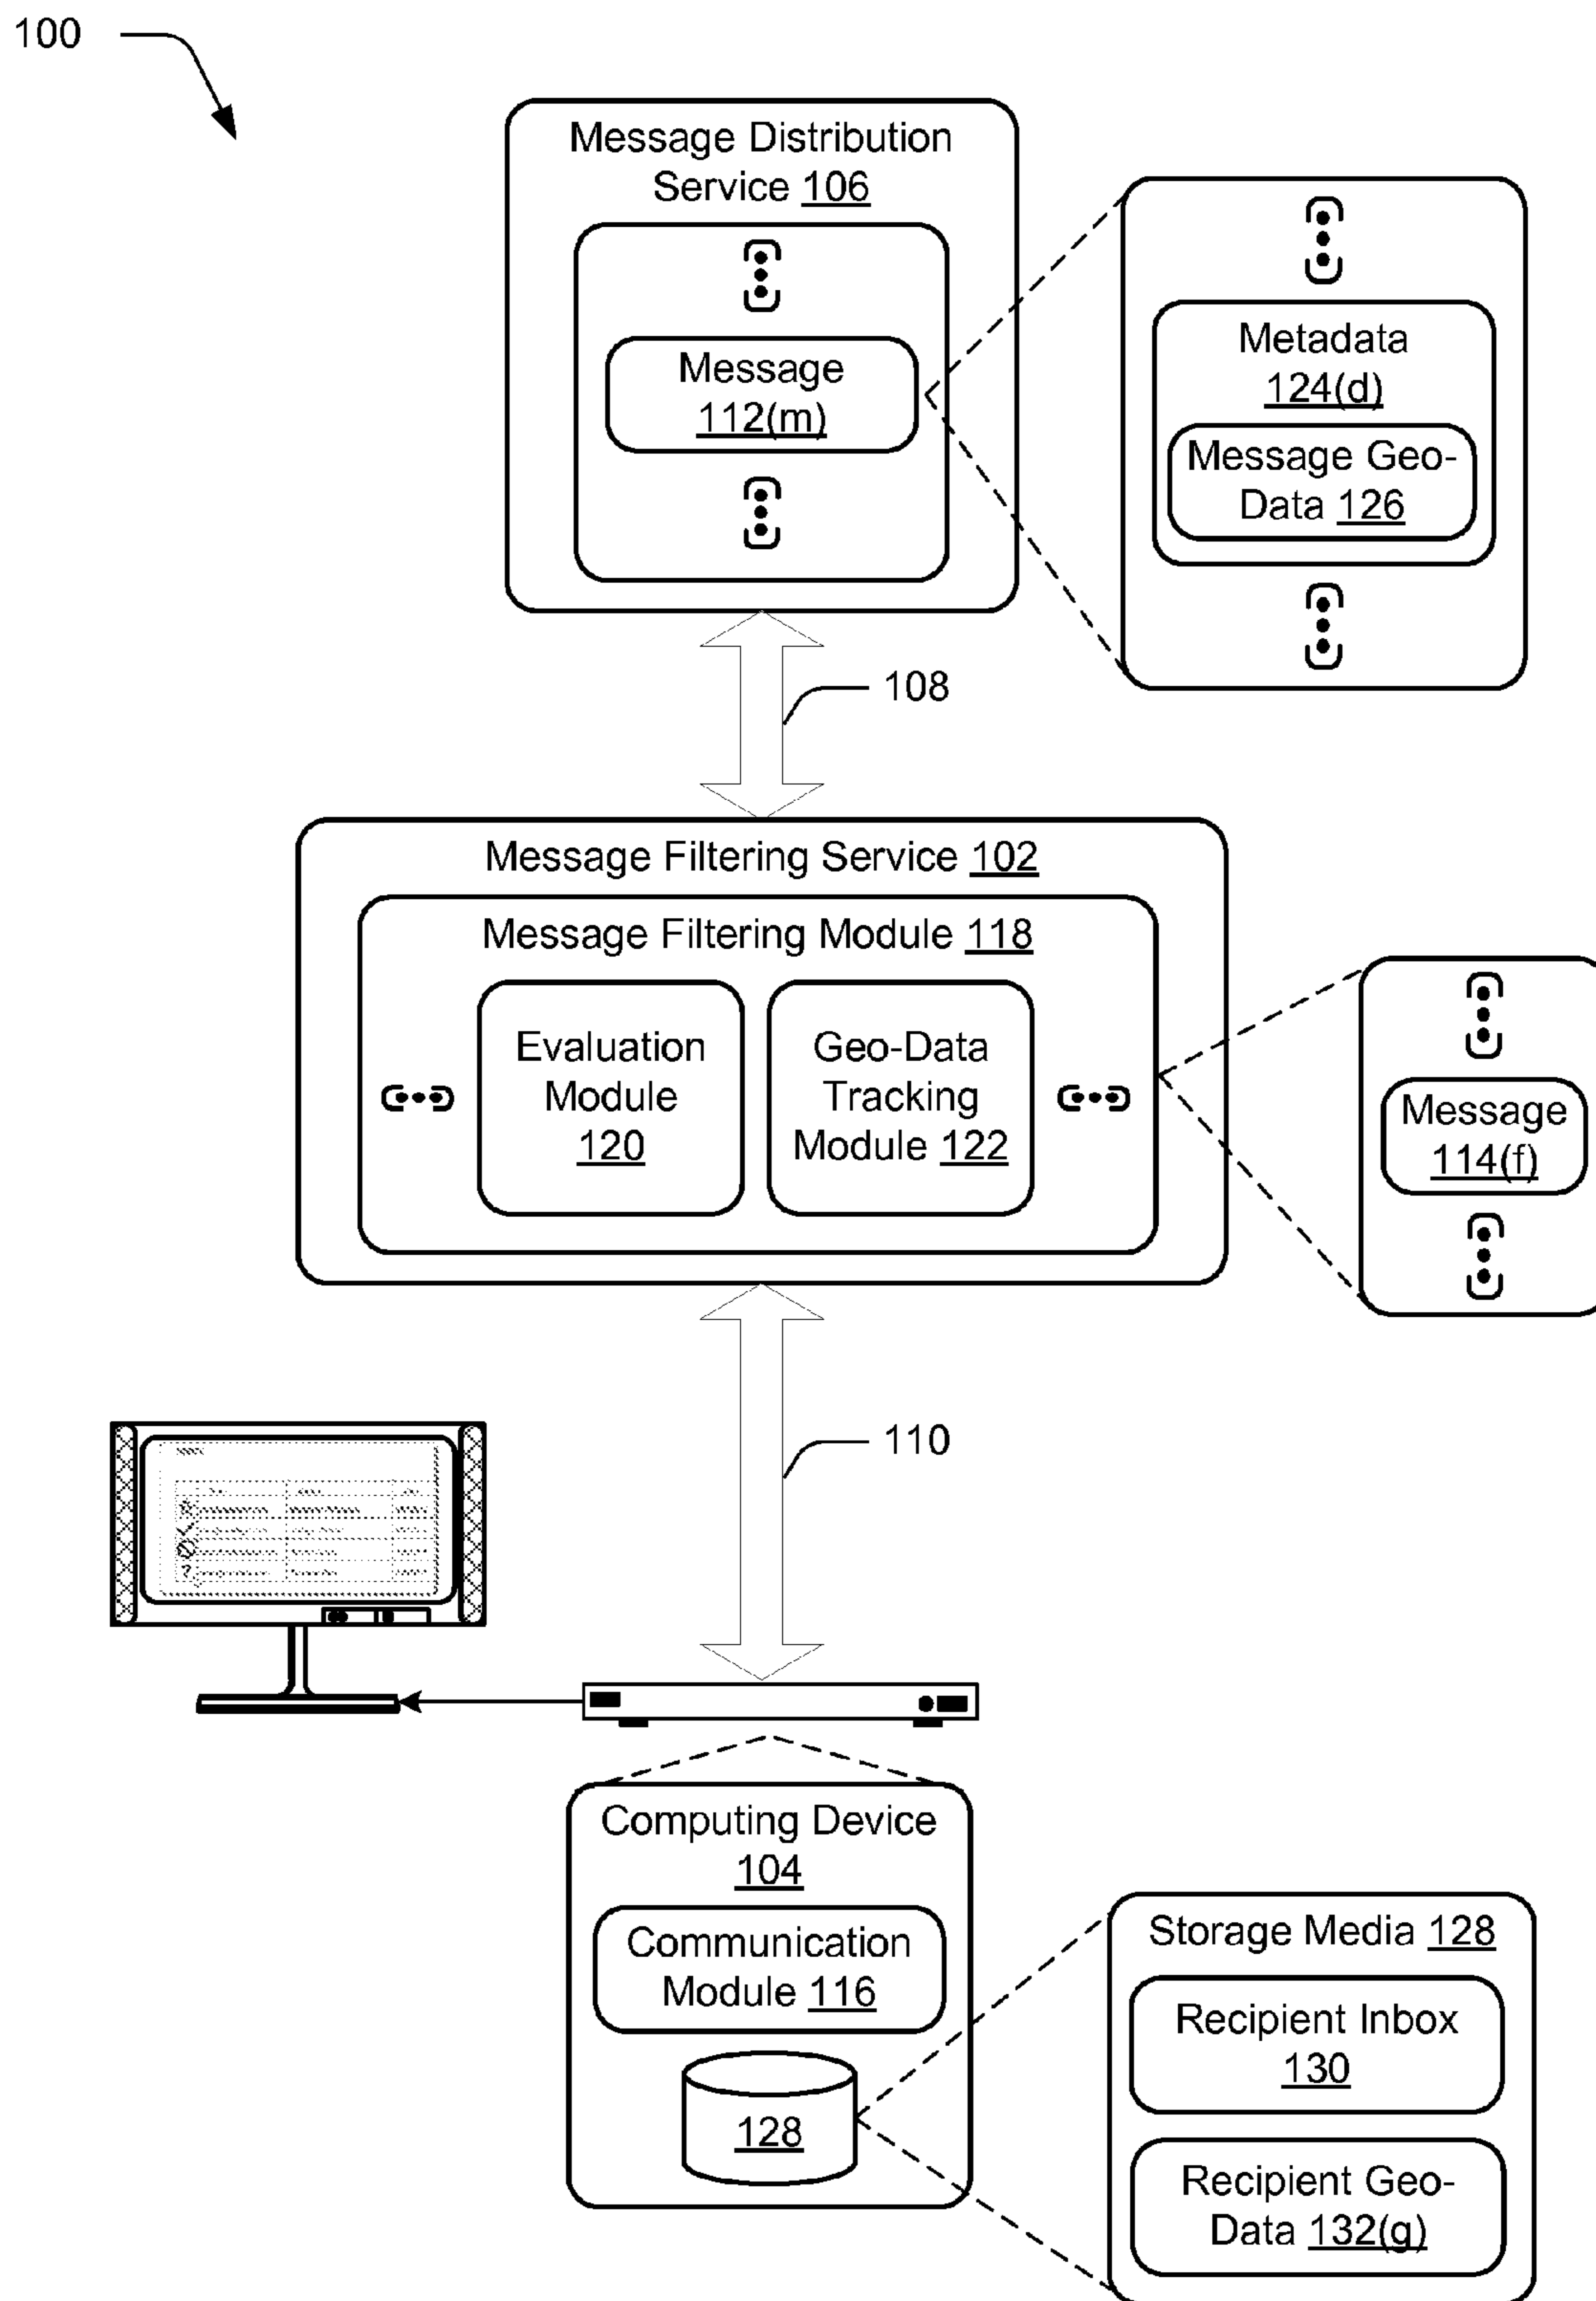 100
Message Distribution
Service 106
Message
112(m)
Metadata
124(d)
Message Geo-
Data 126
108
Message Filtering Service 102
Message Filtering Module 118
Evaluation
Module
120
Geo-Data
Tracking
Module 122
Message
114(f)
110
Computing Device
104
Communication
Module 116
128
Storage Media 128
Recipient Inbox
130
Recipient Geo-
Data 132(g)